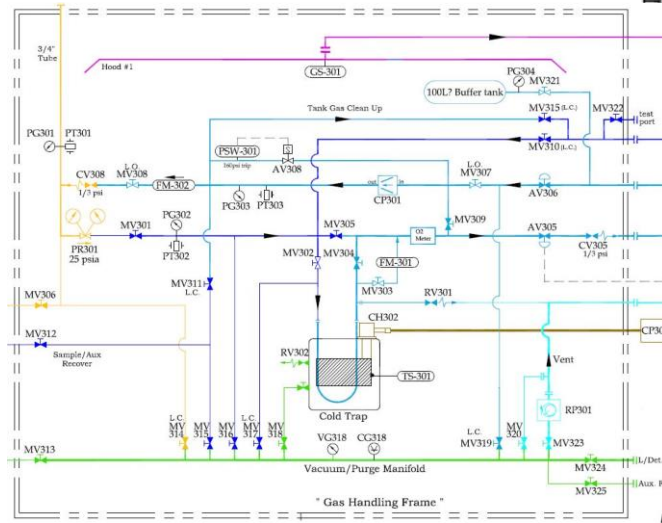 3/4"
Tube
Hood #1
GS-301
PG304
MV321
100L? Buffer tank
MV315 (L.C.)
MV322
test
port
Tank Gas Clean Up
MV310 (L.C.)
PG301
PT301
PSW-301
S
AV308
L.O.
MV308
CV308
1/3 psi
FM-302
PG303
PT303
out
in
CP301
L.O.
MV307
AV306
MV309
PG302
MV301
PR301
25 psia
PT302
MV305
MV302
MV304
O2
Meter
AV305
CV305
1/3 psi
FM-301
MV303
MV311
L.C.
RV301
MV306
MV312
Sample/Aux
Recover
CH302
RV302
TS-301
Cold Trap
Vent
RP301
L.C.
MV
314
MV
315
MV
316
L.C.
MV
317
MV
318
VG318
CG318
L.C.
MV319
MV
320
MV323
MV313
Vacuum/Purge Manifold
MV324
L/Det.
MV325
" Gas Handling Frame "